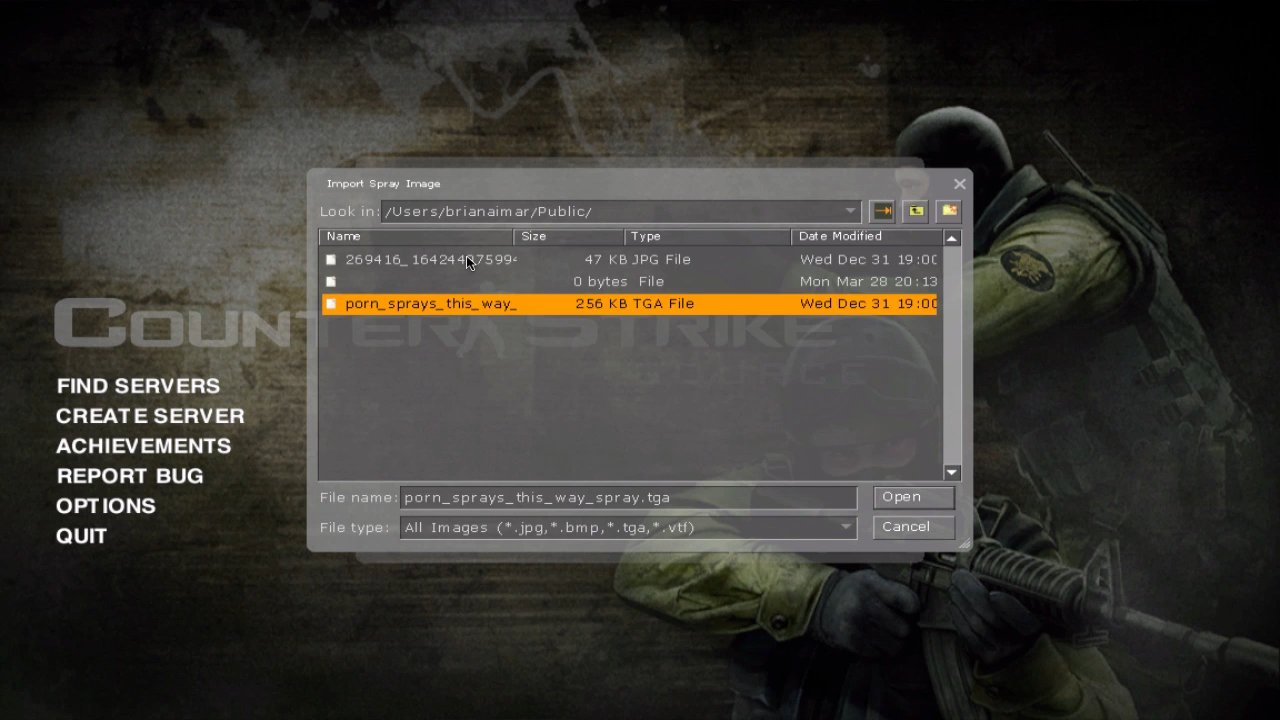 Import Spray Image
Look in: /Users/brianaimar/Public/
Name Size Type Date Modified
47 KB JPG File Wed Dec 31 19:00
0 bytes File Mon Mar 28 20:13
porn_sprays_this_way_ 256 KB TGA File Wed Dec 31 19:00
COUNTER STRIKE
SOURCE
FIND SERVERS
CREATE SERVER
ACHIEVEMENTS
REPORT BUG
OPTIONS
QUIT
File name: porn_sprays_this_way_spray.tga Open
File type: All Images (*.jpg,*.bmp,*.tga,*.vtf) Cancel